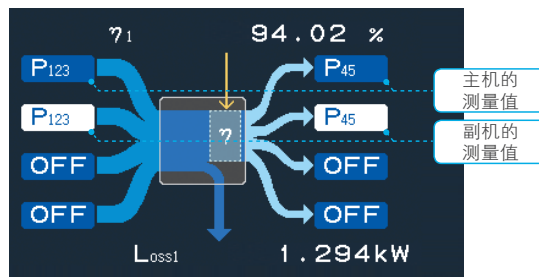 η1 94.02 %
P123 P45
主机的
测量值
P123 P45
副机的
测量值
η
OFF OFF
OFF OFF
Loss1 1.294kW